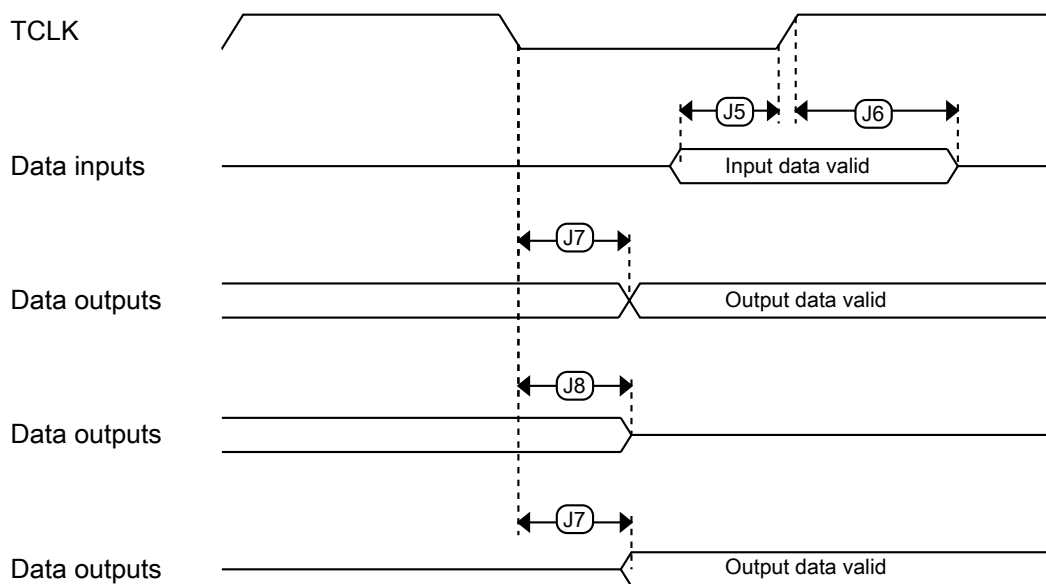 TCLK
J5
J6
Data inputs
Input data valid
J7
Data outputs
Output data valid
J8
Data outputs
J7
Data outputs
Output data valid